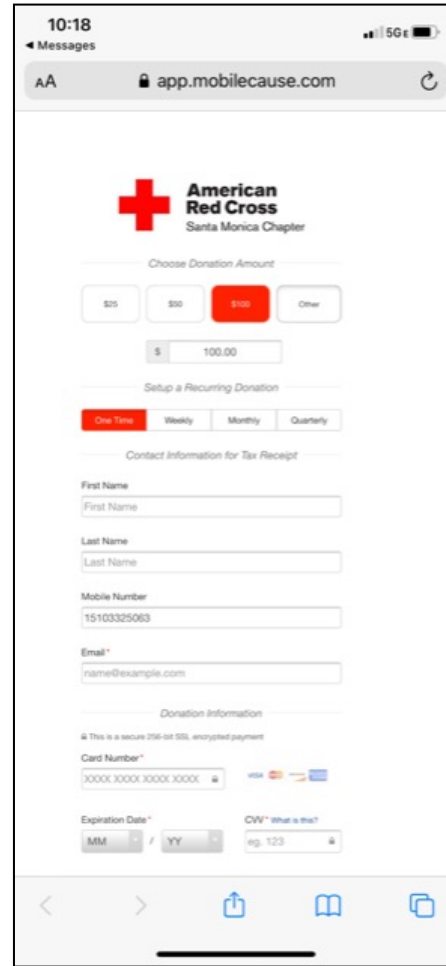 10:18
5GE
◀ Messages
AA app.mobilecause.com
American
Red Cross
Santa Monica Chapter
Choose Donation Amount
$25 $50 $100 Other
$ 100.00
Setup a Recurring Donation
One Time Weekly Monthly Quarterly
Contact Information for Tax Receipt
First Name
First Name
Last Name
Last Name
Mobile Number
15103325063
Email*
name@example.com
Donation Information
This is a secure 256-bit SSL encrypted payment
Card Number*
XXXX XXXX XXXX XXXX VISA
Expiration Date* CVV* What is this?
MM / YY eg. 123